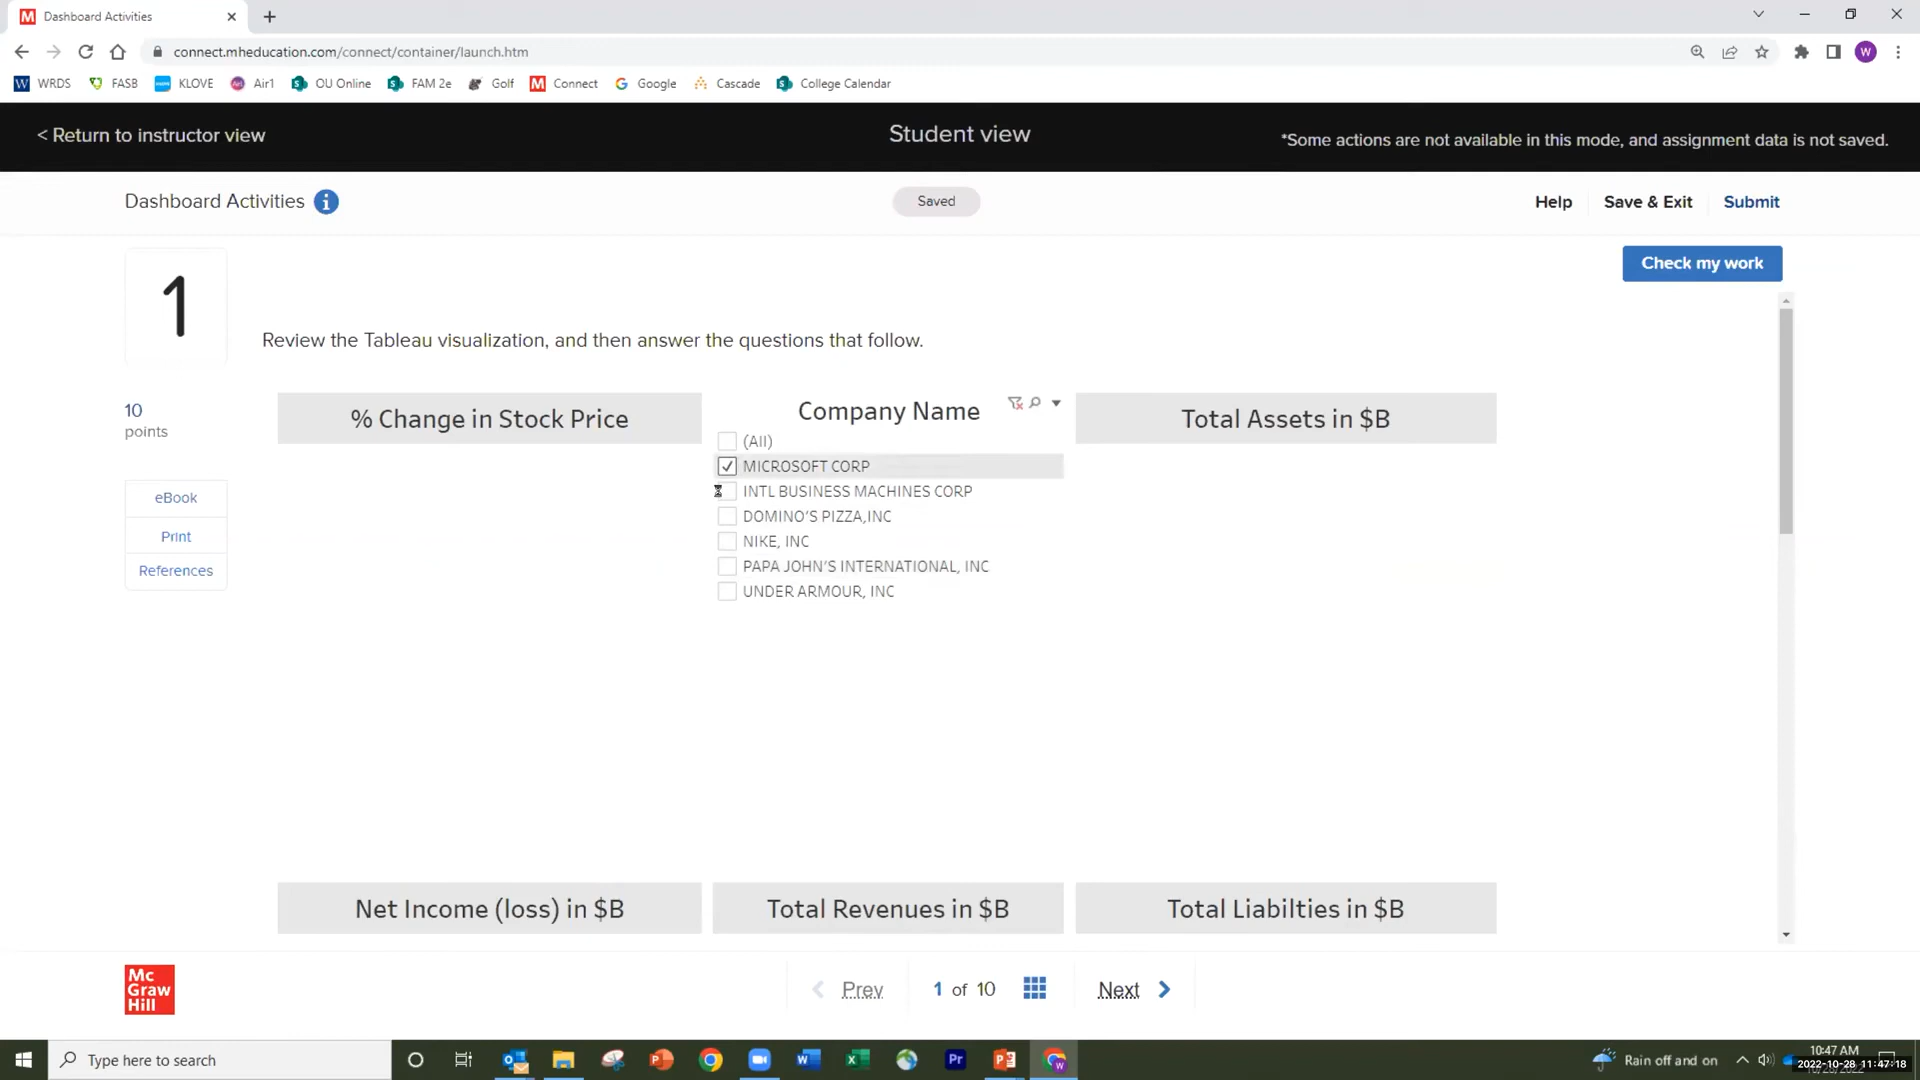 Dashboard Activities
connect.mheducation.com/connect/container/launch.htm
W
WRDS
FASB
KLOVE
Air1
OU Online
FAM 2e
Golf
Connect
Google
Cascade
College Calendar
< Return to instructor view
Student view
*Some actions are not available in this mode, and assignment data is not saved.
Dashboard Activities
Saved
Help
Save & Exit
Submit
Check my work
1
Review the Tableau visualization, and then answer the questions that follow.
10
points
eBook
Print
References
% Change in Stock Price
Company Name
Total Assets in $B
(All)
MICROSOFT CORP
INTL BUSINESS MACHINES CORP
DOMINO'S PIZZA,INC
NIKE, INC
PAPA JOHN'S INTERNATIONAL, INC
UNDER ARMOUR, INC
Net Income (loss) in $B
Total Revenues in $B
Total Liabilties in $B
Mc
Graw
Hill
Prev
1 of 10
Next
Type here to search
Rain off and on
10:47 AM
2022-10-28 11:47:18